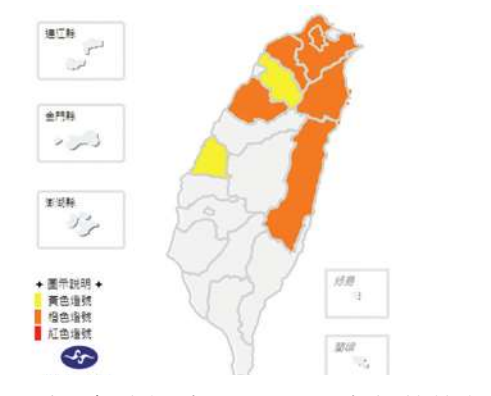 連江縣
金門縣
澎湖縣
綠島
蘭嶼
✦ 圖示說明 ✦
黃色燈號
橙色燈號
紅色燈號